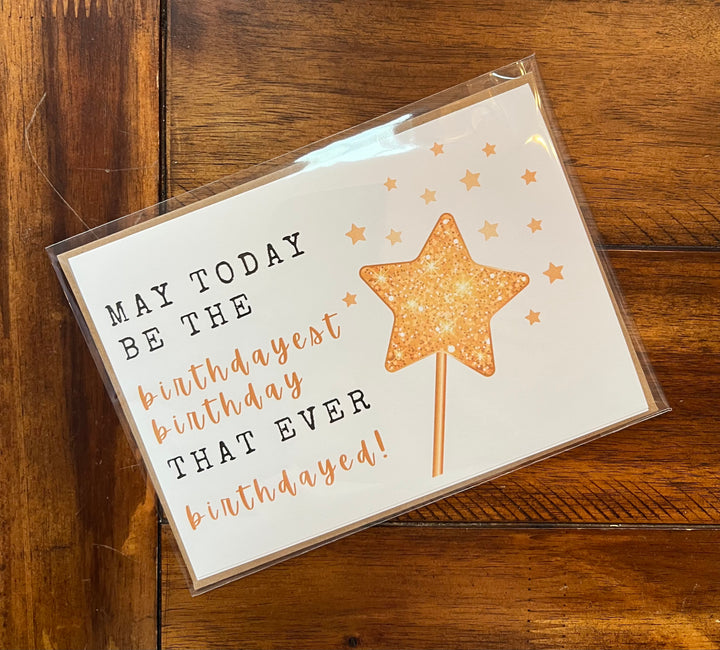 MAY TODAY
BE THE
birthdayest
birthday
THAT EVER
birthdayed!